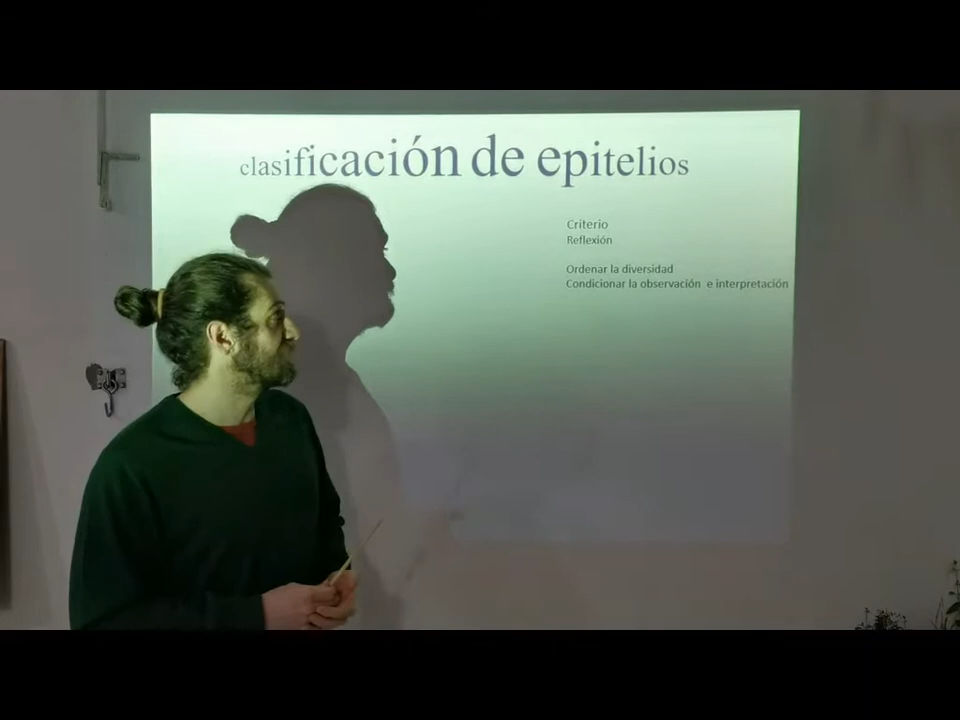 clasificación de epitelios
Criterio
Reflexión
Ordenar la diversidad
Condicionar la observación e interpretación